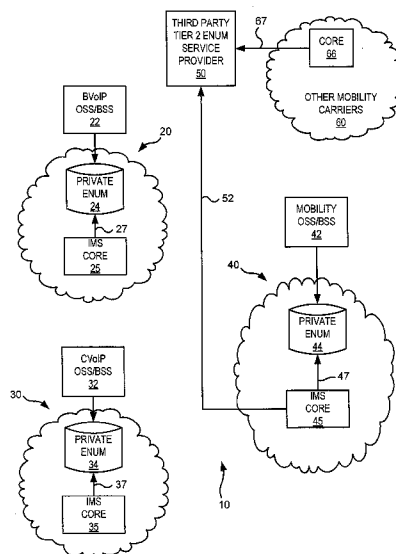 THIRD PARTY
TIER 2 ENUM
SERVICE
PROVIDER
50
67
CORE
66
OTHER MOBILITY
CARRIERS
60
BVoIP
OSS/BSS
22
20
PRIVATE
ENUM
24
27
IMS
CORE
25
52
MOBILITY
OSS/BSS
42
40
PRIVATE
ENUM
44
47
IMS
CORE
45
CVoIP
OSS/BSS
32
30
PRIVATE
ENUM
34
37
IMS
CORE
35
10